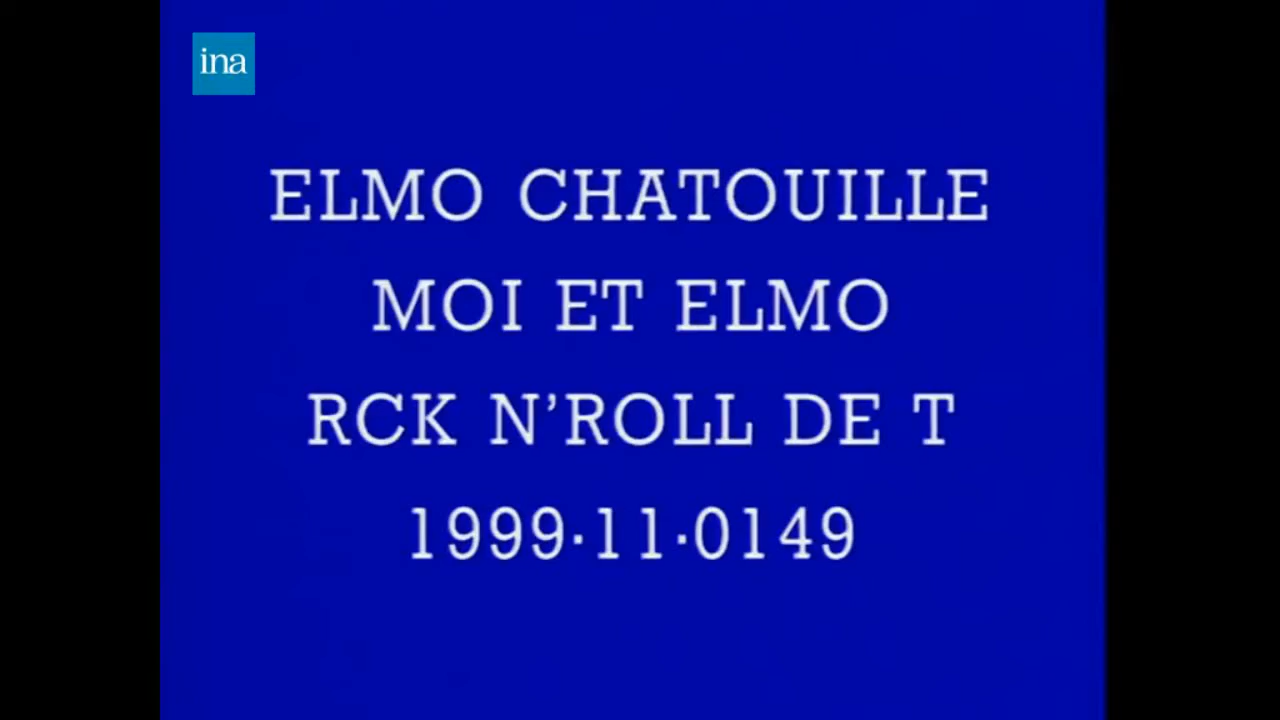 ina
ELMO CHATOUILLE
MOI ET ELMO
RCK N'ROLL DE T
1999·11·0149